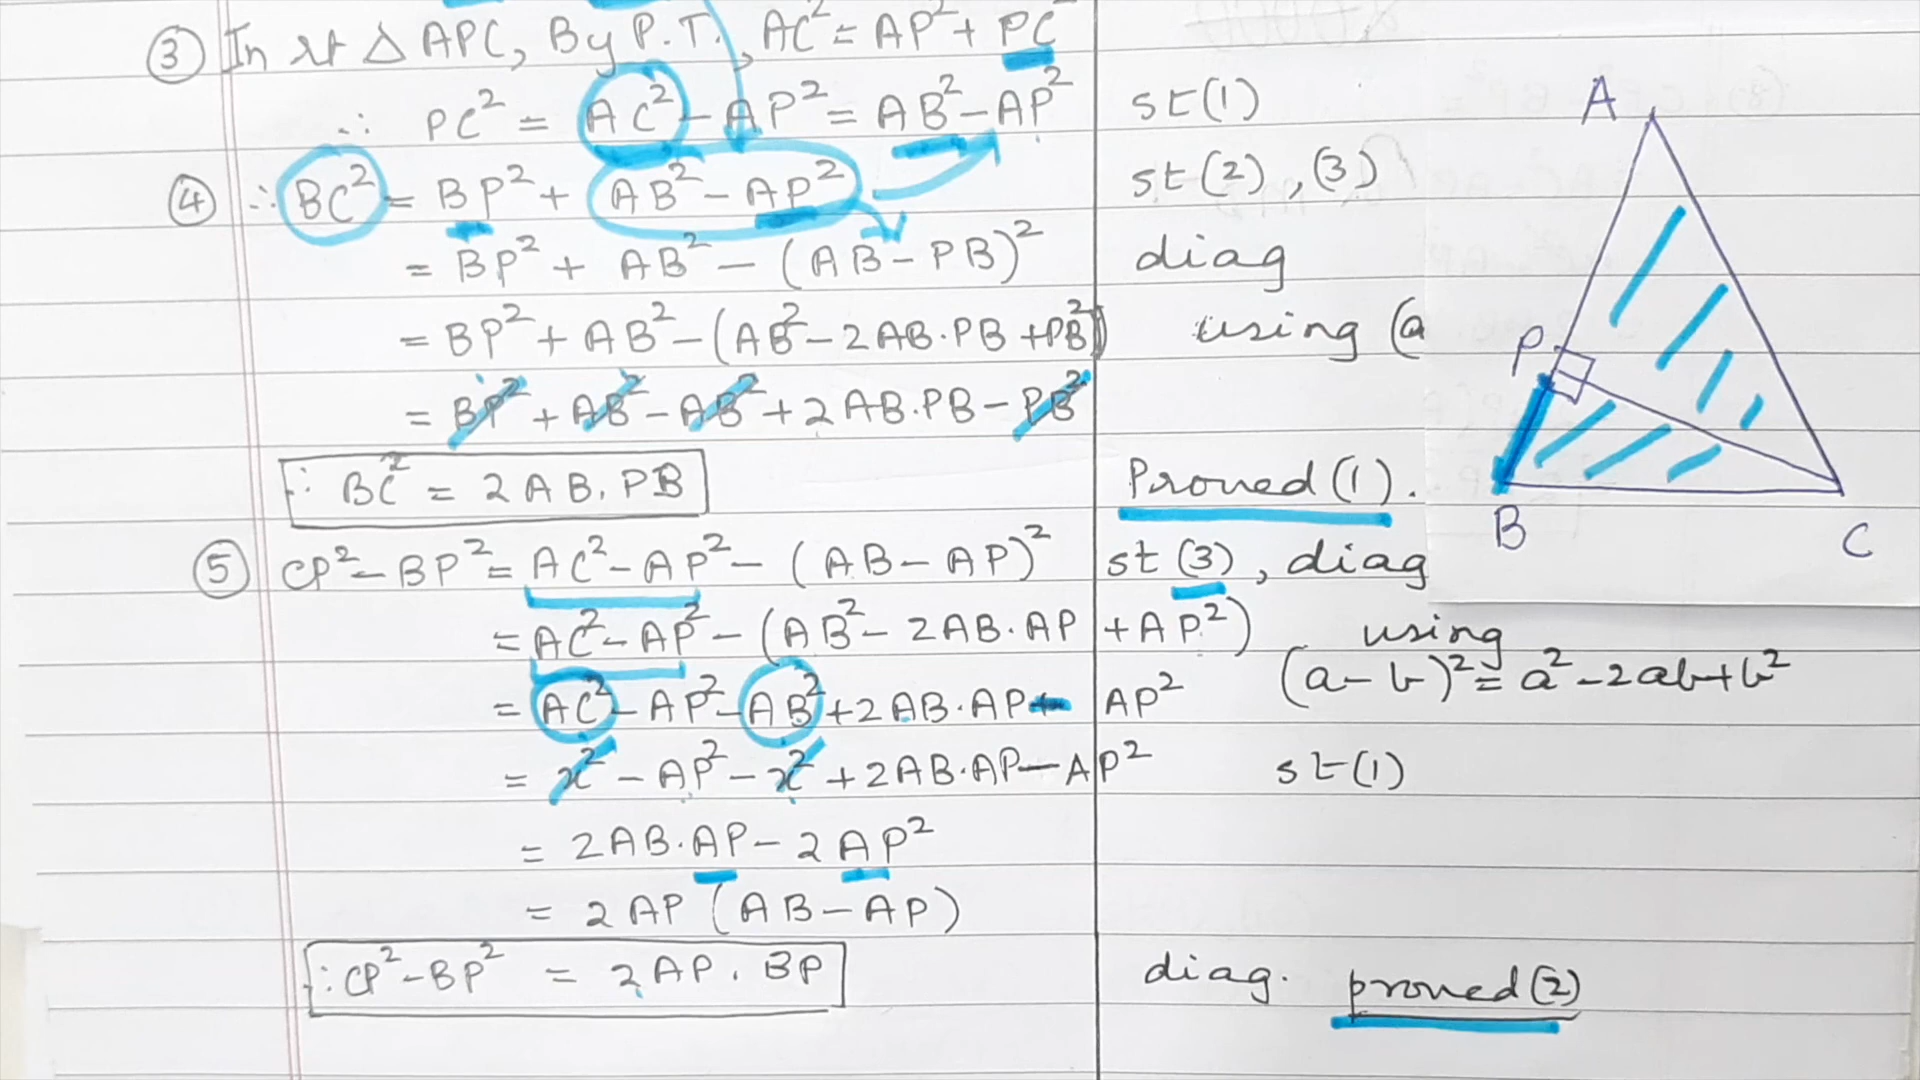 ③ In rt △ APC, By P.T., AC² = AP² + PC²
∴ PC² = AC² - AP² = AB² - AP² st(1)
④ ∴ BC² = BP² + AB² - AP² st(2), (3)
= BP² + AB² - (AB - PB)² diag
= BP² + AB² - (AB² - 2AB·PB + PB²) using (a
= BP² + AB² - AB² + 2AB·PB - PB²
∴ BC² = 2AB·PB Proved (1).
⑤ CP² - BP² = AC² - AP² - (AB - AP)² st (3), diag
= AC² - AP² - (AB² - 2AB·AP + AP²) using
(a - b)² = a² - 2ab + b²
= AC² - AP² - AB² + 2AB·AP - AP²
= x² - AP² - x² + 2AB·AP - AP² st(1)
= 2AB·AP - 2AP²
= 2AP (AB - AP)
∴ CP² - BP² = 2AP·BP diag. proved (2)
A
P
B
C